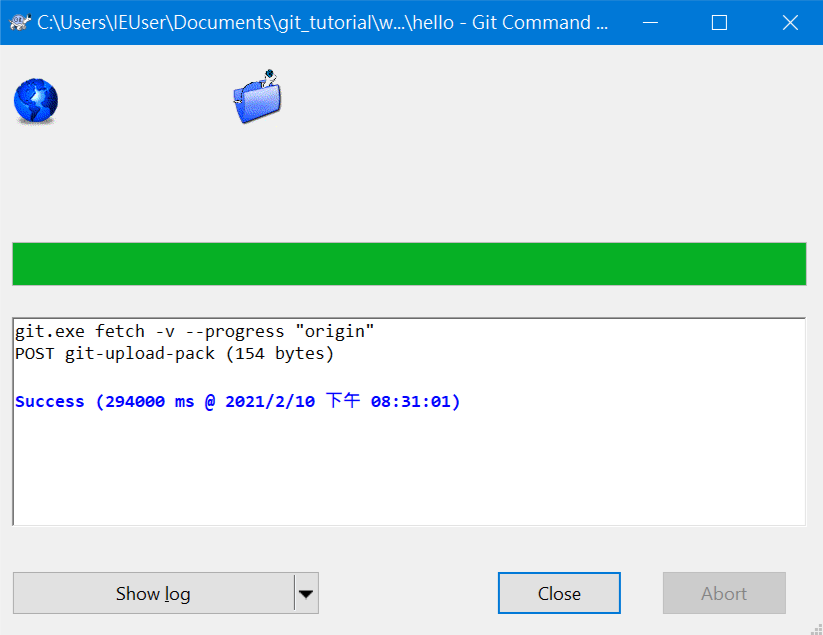 C:\Users\IEUser\Documents\git_tutorial\w...\hello - Git Command ...
git.exe fetch -v --progress "origin"
POST git-upload-pack (154 bytes)
Success (294000 ms @ 2021/2/10 下午 08:31:01)
Show log
Close
Abort